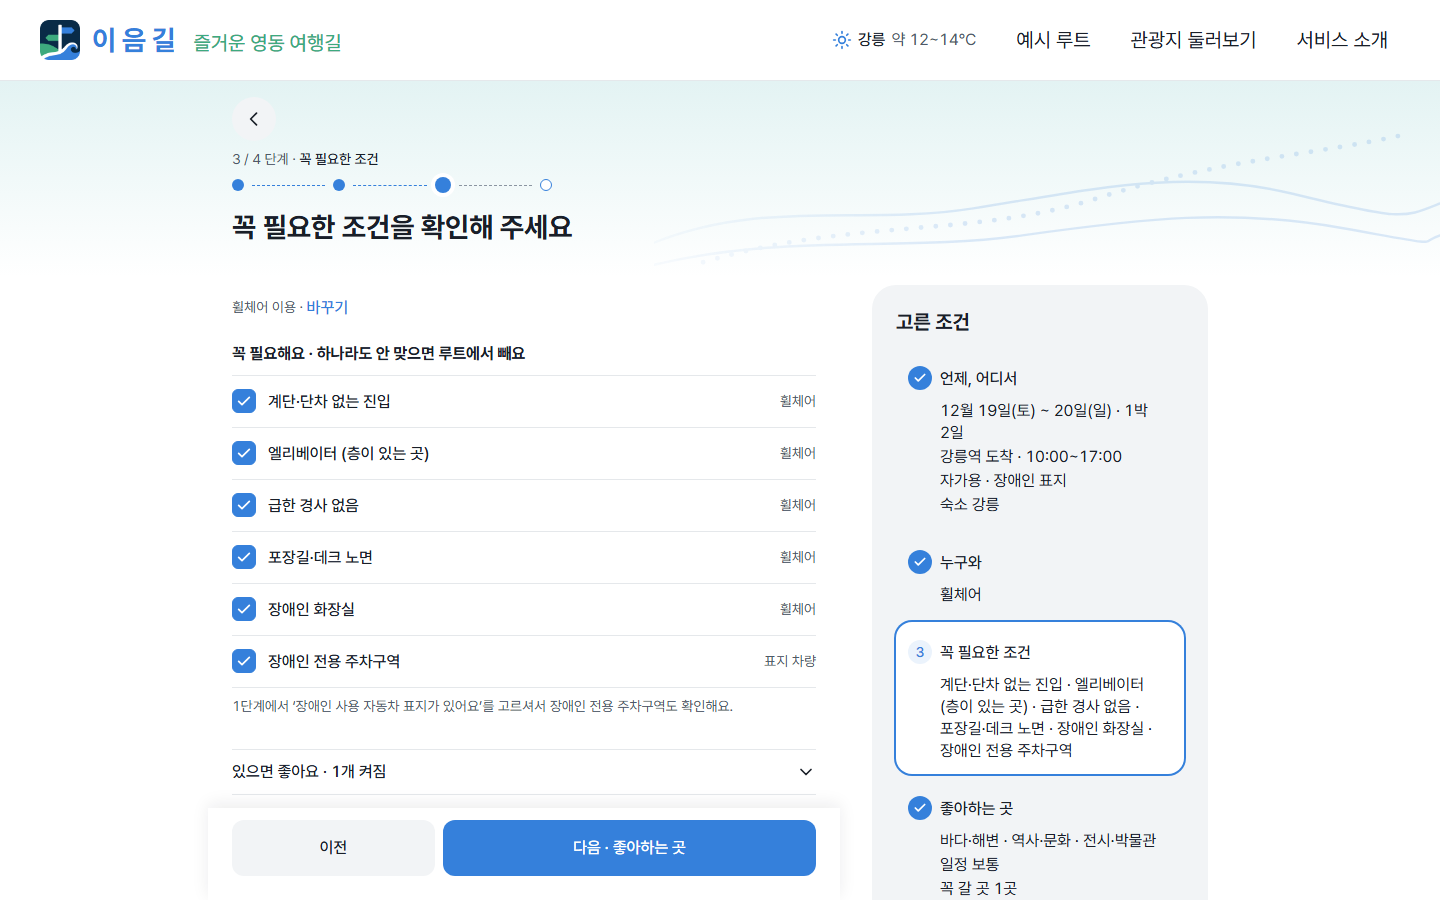 이음길 즐거운 영동 여행길
강릉 약 12~14°C
예시 루트
관광지 둘러보기
서비스 소개
3 / 4 단계 · 꼭 필요한 조건
꼭 필요한 조건을 확인해 주세요
휠체어 이용 · 바꾸기
꼭 필요해요 · 하나라도 안 맞으면 루트에서 빼요
계단·단차 없는 진입 휠체어
엘리베이터 (층이 있는 곳) 휠체어
급한 경사 없음 휠체어
포장길·데크 노면 휠체어
장애인 화장실 휠체어
장애인 전용 주차구역 표지 차량
1단계에서 ‘장애인 사용 자동차 표지가 있어요’를 고르셔서 장애인 전용 주차구역도 확인해요.
있으면 좋아요 · 1개 켜짐
이전
다음 · 좋아하는 곳
고른 조건
언제, 어디서
12월 19일(토) ~ 20일(일) · 1박
2일
강릉역 도착 · 10:00~17:00
자가용 · 장애인 표지
숙소 강릉
누구와
휠체어
3 꼭 필요한 조건
계단·단차 없는 진입 · 엘리베이터
(층이 있는 곳) · 급한 경사 없음 ·
포장길·데크 노면 · 장애인 화장실 ·
장애인 전용 주차구역
좋아하는 곳
바다·해변 · 역사·문화 · 전시·박물관
일정 보통
꼭 갈 곳 1곳